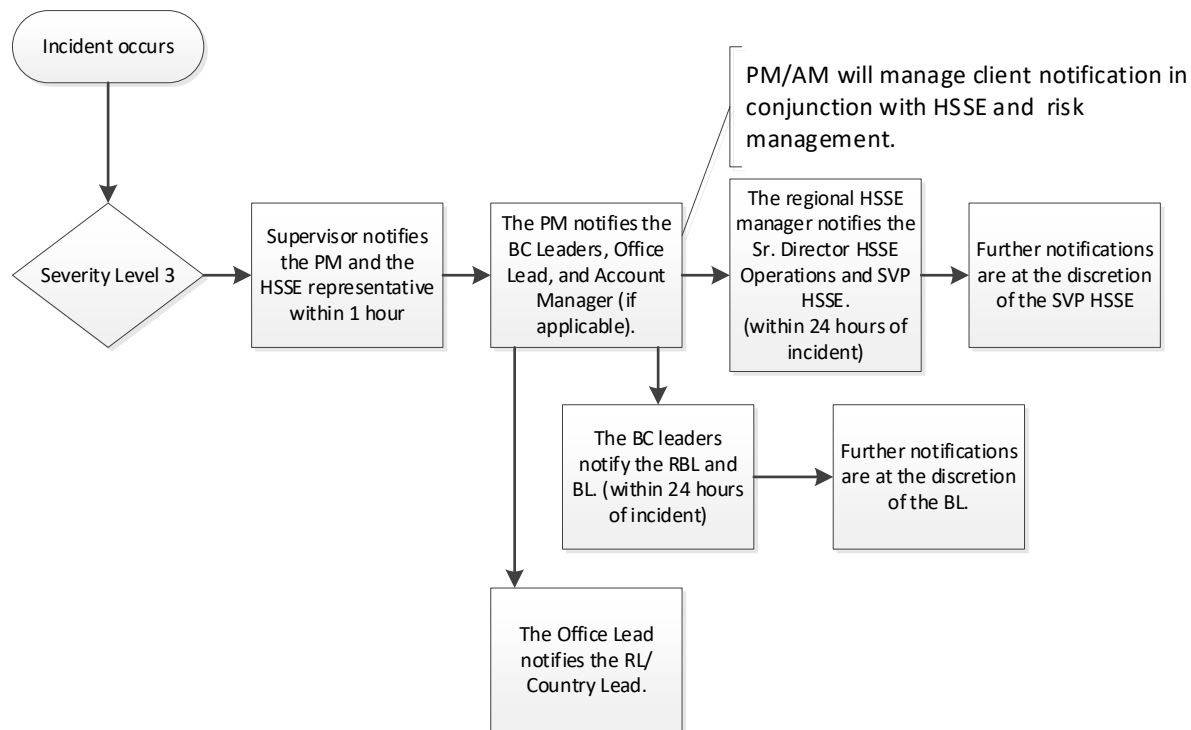 Incident occurs
PM/AM will manage client notification in
conjunction with HSSE and risk
management.
Severity Level 3
Supervisor notifies
the PM and the
HSSE representative
within 1 hour
The PM notifies the
BC Leaders, Office
Lead, and Account
Manager (if
applicable).
The regional HSSE
manager notifies the
Sr. Director HSSE
Operations and SVP
HSSE.
(within 24 hours of
incident)
Further notifications
are at the discretion
of the SVP HSSE
The BC leaders
notify the RBL and
BL. (within 24 hours
of incident)
Further notifications
are at the discretion
of the BL.
The Office Lead
notifies the RL/
Country Lead.